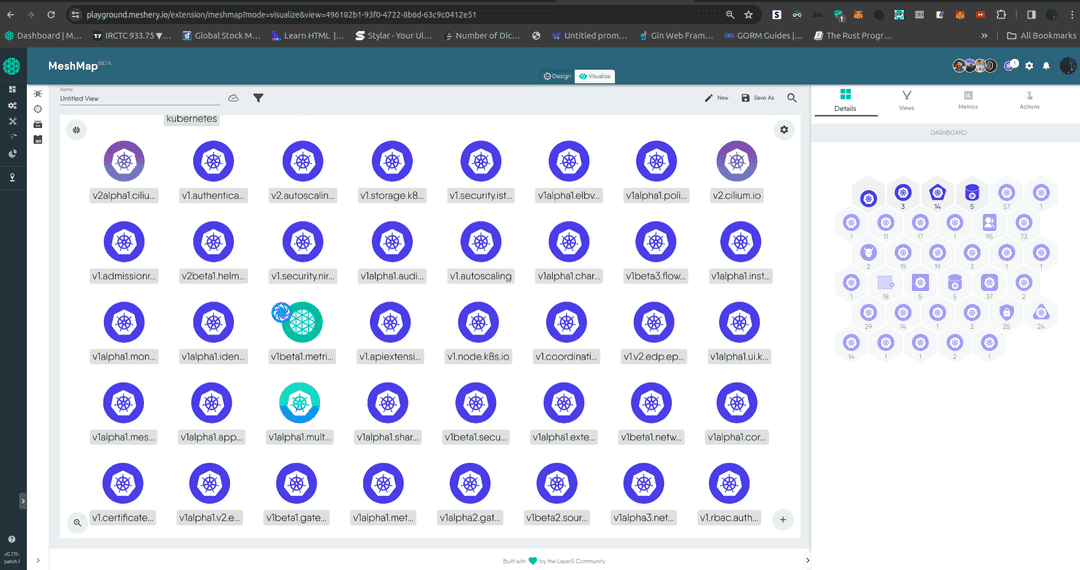 playground.meshery.io/extension/meshmap?mode=visualize&view=496182b1-93f0-4722-8b6d-63c9c0412e51
Dashboard | M... IRCTC 933.75 ▼... Global Stock M... Learn HTML |... Stylar - Your Ul... Number of Dic... Untitled prom... Gin Web Fram... GORM Guides |... The Rust Progr... » All Bookmarks
MeshMap BETA
Design Visualize
Name
Untitled View
New Save As
Details Views Metrics Actions
DASHBOARD
kubernetes
v2alpha1.ciliu... v1.authentica... v2.autoscalin... v1.storage.k8... v1.security.ist... v1alpha1.elbv... v1alpha1.poli... v2.cilium.io
v1.admissionr... v2beta1.helm... v1.security.nir... v1alpha1.audi... v1.autoscaling v1alpha1.char... v1beta3.flow... v1alpha1.inst...
v1alpha1.mon... v1alpha1.iden... v1beta1.metri... v1.apiextensi... v1.node.k8s.io v1.coordinati... v1.v2.edp.ep... v1alpha1.ui.k...
v1alpha1.mes... v1alpha1.app... v1alpha1.mult... v1alpha1.shar... v1beta1.secu... v1alpha1.exte... v1beta1.netw... v1alpha1.cor...
v1.certificate... v1alpha1.v2.e... v1beta1.gate... v1alpha1.met... v1alpha2.gat... v1beta2.sour... v1alpha3.net... v1.rbac.auth...
3 14 5 57 1
1 11 17 1 95 73
2 19 19 3 1 1
1 18 5 5 37 2
29 14 1 2 25 24
14 1 1 2 1
v0.7.11-
patch.1
Built with by the Layer5 Community